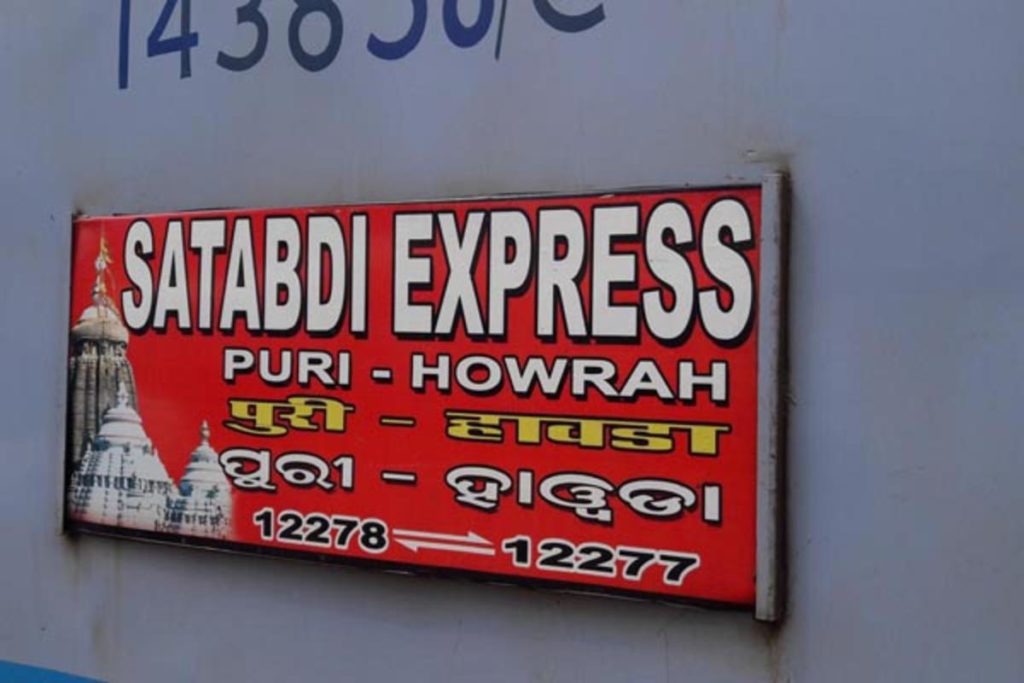 SATABDI EXPRESS
PURI - HOWRAH
पुरी - हावडा
ପୁରୀ - ହାୱଡା
12278 ⇌ 12277